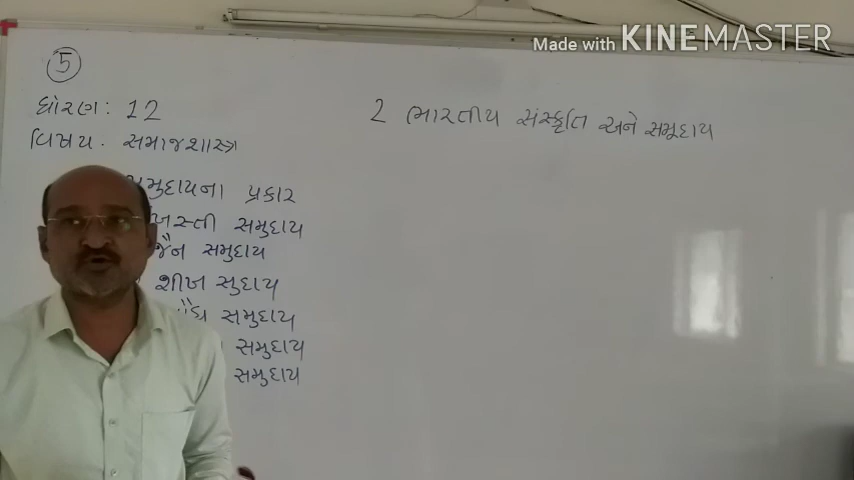 Made with KINEMASTER
5
ધોરણ: 12
2 ભારતીય સંસ્કૃતિ અને સમૂદાય
વિષય. સમાજશાસ્ત્ર
સમુદાયના પ્રકાર
સમુદાય
જૈન સમુદાય
શીખ સુદાય
સમુદાય
સમુદાય
સમુદાય